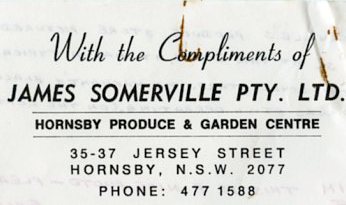 With the Compliments of
JAMES SOMERVILLE PTY. LTD.
HORNSBY PRODUCE & GARDEN CENTRE
35-37 JERSEY STREET
HORNSBY, N.S.W. 2077
PHONE: 477 1588